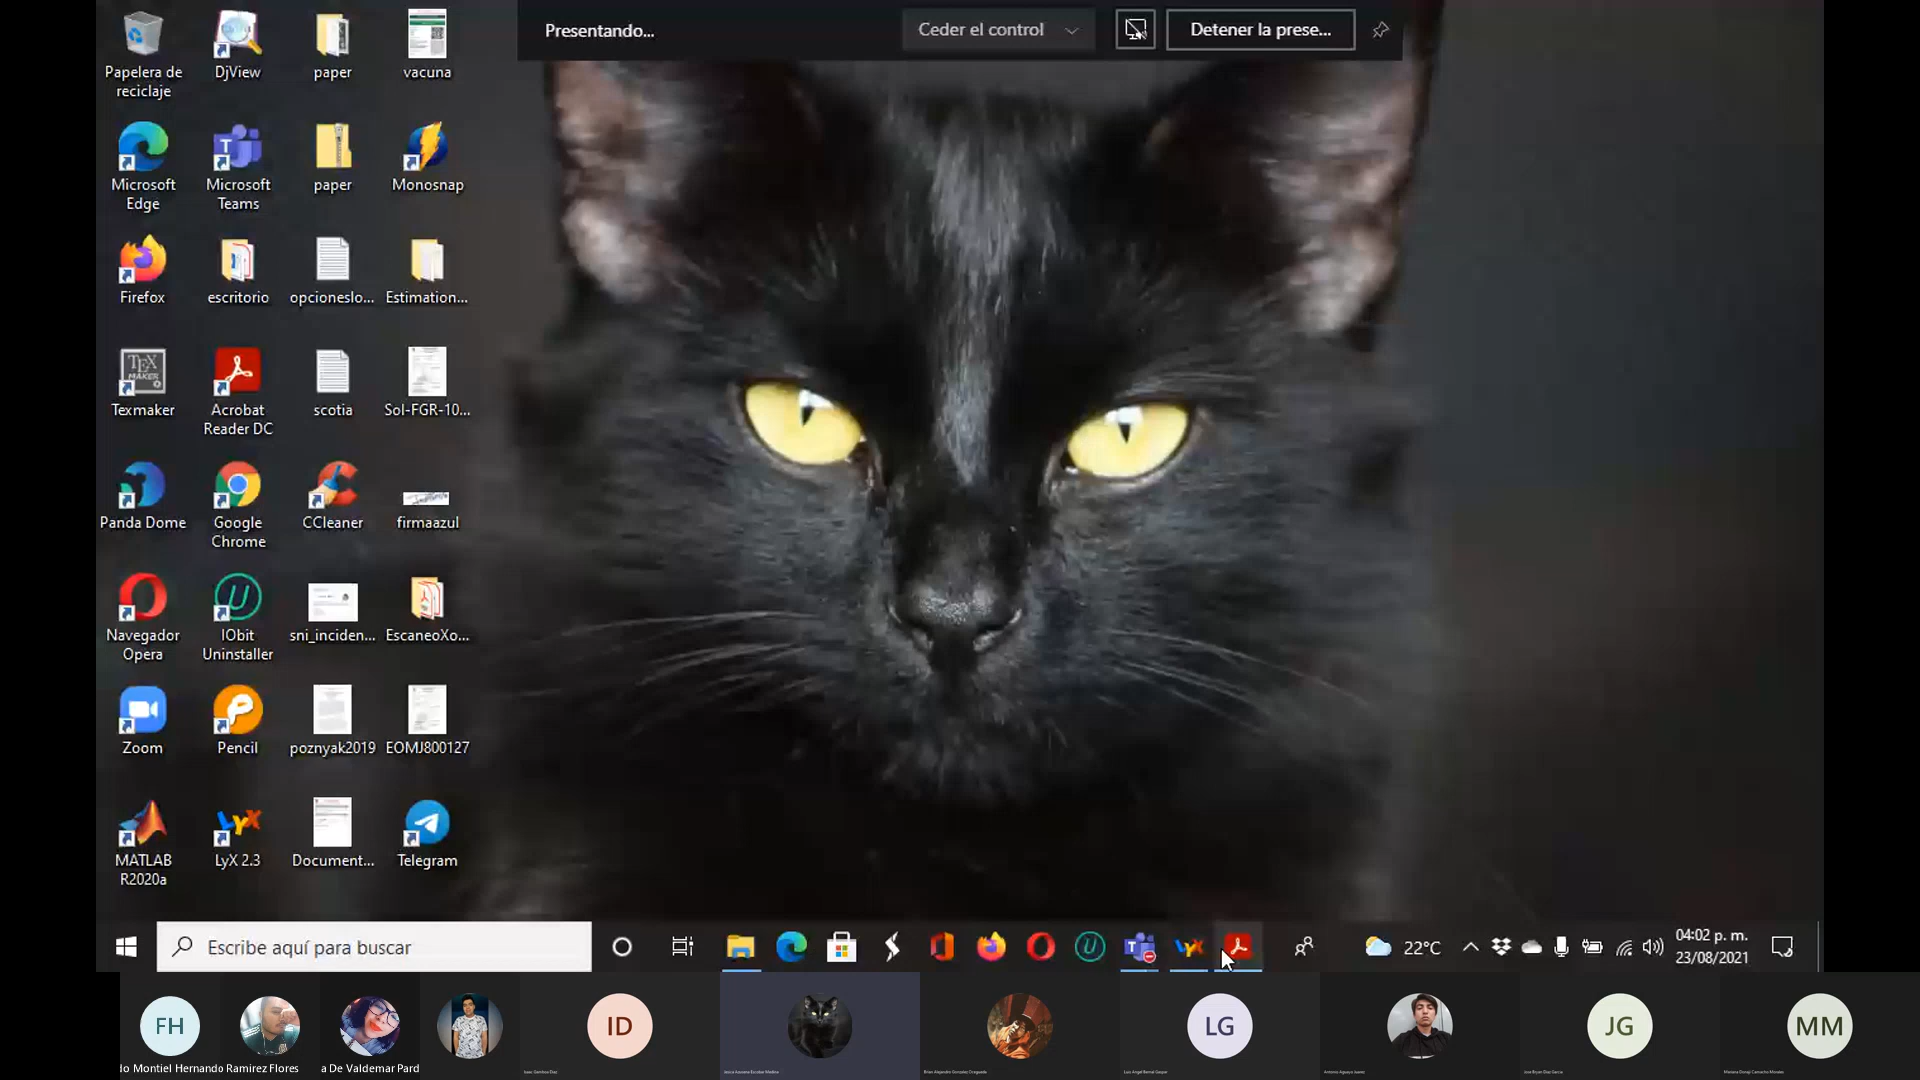 Presentando...
Ceder el control
Detener la prese...
Papelera de
reciclaje
DjView
paper
vacuna
Microsoft
Edge
Microsoft
Teams
paper
Monosnap
Firefox
escritorio
opcioneslo...
Estimation...
TEX
MAKER
Texmaker
Acrobat
Reader DC
scotia
Sol-FGR-10...
Panda Dome
Google
Chrome
CCleaner
firmaazul
Navegador
Opera
IObit
Uninstaller
sni_inciden...
EscaneoXo...
Zoom
Pencil
poznyak2019
EOMJ800127
MATLAB
R2020a
LyX 2.3
Document...
Telegram
Escribe aquí para buscar
22°C
04:02 p. m.
23/08/2021
FH
ID
LG
JG
MM
do Montiel Hernando
Ramirez Flores
a De Valdemar Pard